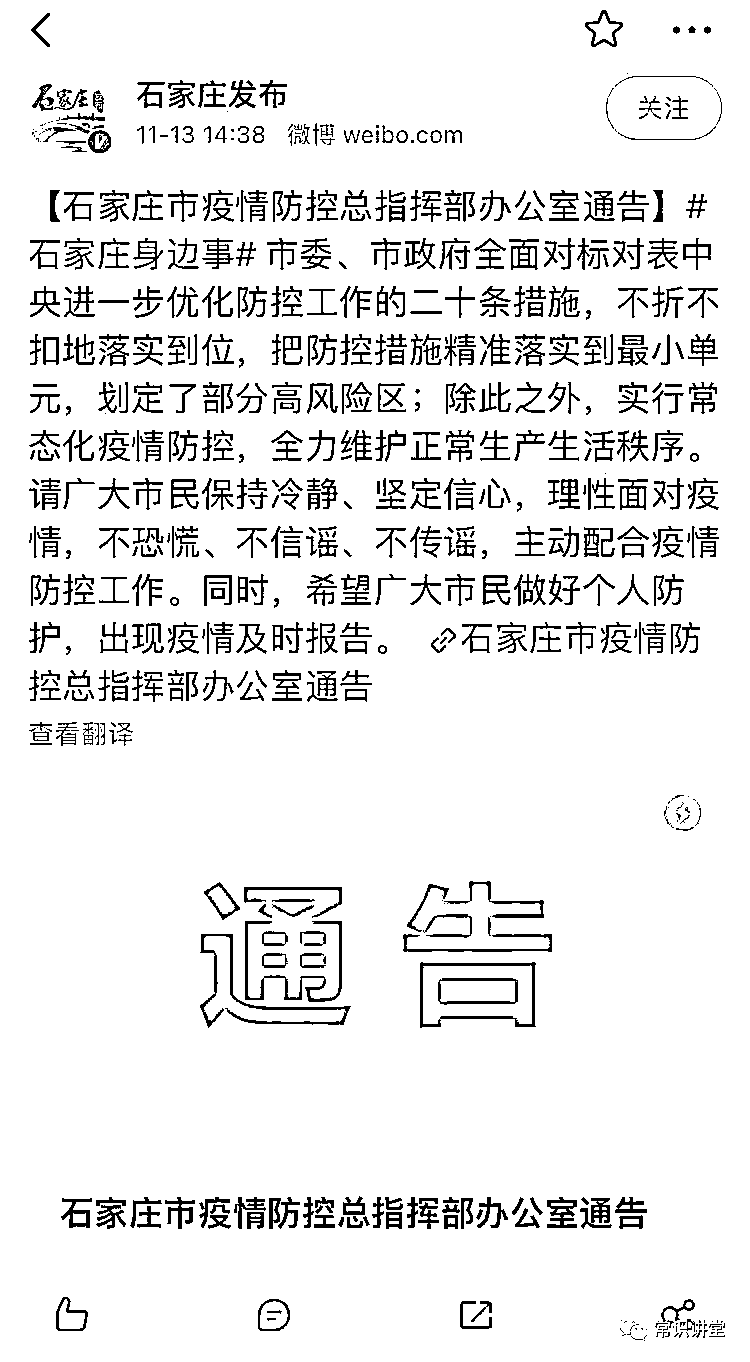 石家庄发布
11-13 14:38 微博 weibo.com
关注
【石家庄市疫情防控总指挥部办公室通告】#
石家庄身边事# 市委、市政府全面对标对表中
央进一步优化防控工作的二十条措施，不折不
扣地落实到位，把防控措施精准落实到最小单
元，划定了部分高风险区；除此之外，实行常
态化疫情防控，全力维护正常生产生活秩序。
请广大市民保持冷静、坚定信心，理性面对疫
情，不恐慌、不信谣、不传谣，主动配合疫情
防控工作。同时，希望广大市民做好个人防
护，出现疫情及时报告。 石家庄市疫情防
控总指挥部办公室通告
查看翻译
通告
石家庄市疫情防控总指挥部办公室通告
常识讲堂